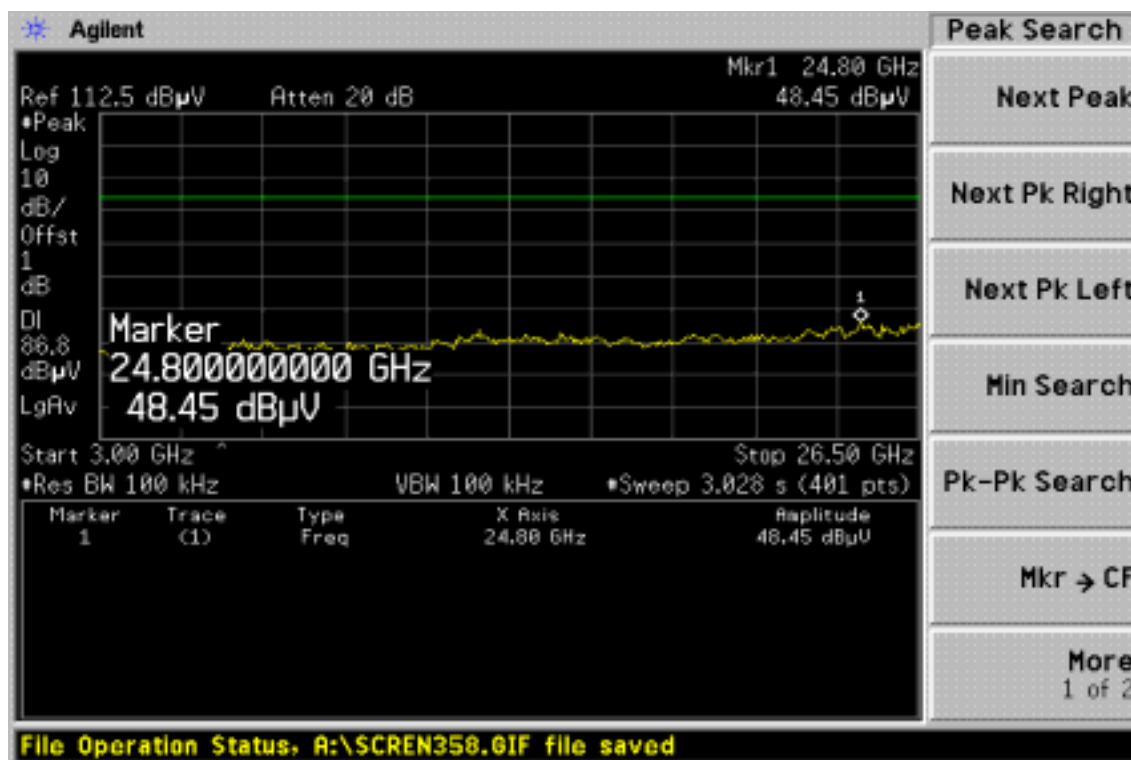 Agilent
Peak Search
Mkr1 24.80 GHz
Ref 112.5 dBµV Atten 20 dB 48.45 dBµV
Next Peak
#Peak
Log
10
dB/
Offst
1
dB
DI
86.8
dBµV
LgAv
Next Pk Right
Next Pk Left
1
Marker
24.800000000 GHz
48.45 dBµV
Min Search
Start 3.00 GHz ^ Stop 26.50 GHz
#Res BW 100 kHz VBW 100 kHz #Sweep 3.028 s (401 pts)
Pk-Pk Search
Marker Trace Type X Axis Amplitude
1 (1) Freq 24.80 GHz 48.45 dBµV
Mkr → CF
More
1 of 2
File Operation Status, A:\SCREN358.GIF file saved